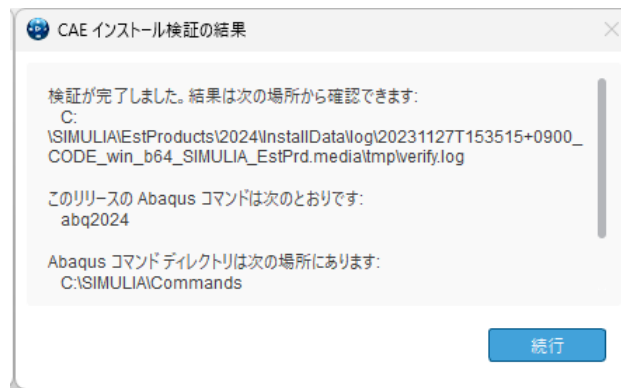 CAE インストール検証の結果
検証が完了しました。結果は次の場所から確認できます:
C:
\SIMULIA\EstProducts\2024\InstallData\log\20231127T153515+0900_
CODE_win_b64_SIMULIA_EstPrd.media\tmp\verify.log
このリリースの Abaqus コマンドは次のとおりです:
abq2024
Abaqus コマンド ディレクトリは次の場所にあります:
C:\SIMULIA\Commands
続行